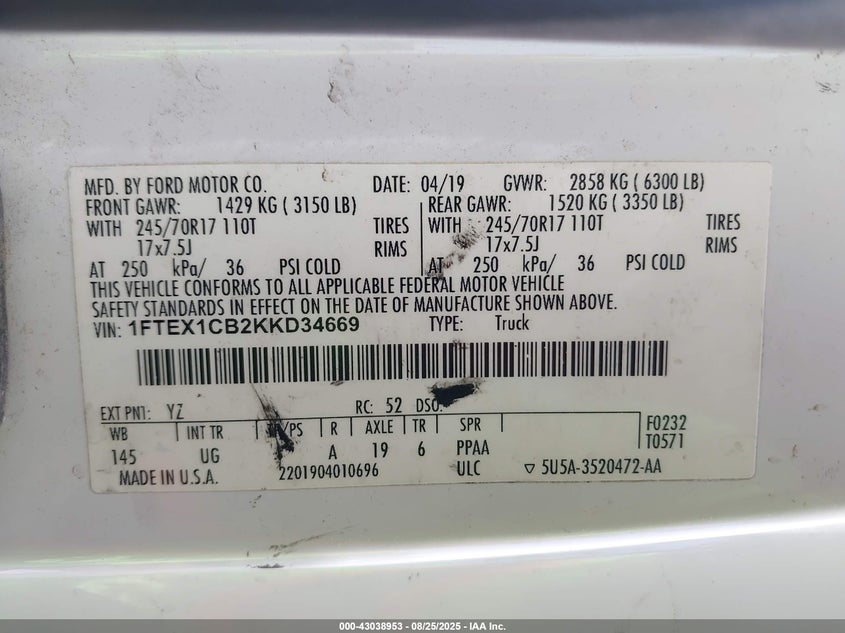 MFD. BY FORD MOTOR CO. DATE: 04/19 GVWR: 2858 KG ( 6300 LB)
FRONT GAWR: 1429 KG ( 3150 LB) REAR GAWR: 1520 KG ( 3350 LB)
WITH 245/70R17 110T TIRES WITH 245/70R17 110T TIRES
17x7.5J RIMS 17x7.5J RIMS
AT 250 kPa/ 36 PSI COLD AT 250 kPa/ 36 PSI COLD
THIS VEHICLE CONFORMS TO ALL APPLICABLE FEDERAL MOTOR VEHICLE
SAFETY STANDARDS IN EFFECT ON THE DATE OF MANUFACTURE SHOWN ABOVE.
VIN: 1FTEX1CB2KKD34669 TYPE: Truck
EXT PNT: YZ RC: 52 DSO:
WB INT TR TP/PS R AXLE TR SPR F0232
T0571
145 UG A 19 6 PPAA
MADE IN U.S.A. 2201904010696 ULC ▽ 5U5A-3520472-AA
000-43038953 - 08/25/2025 - IAA Inc.